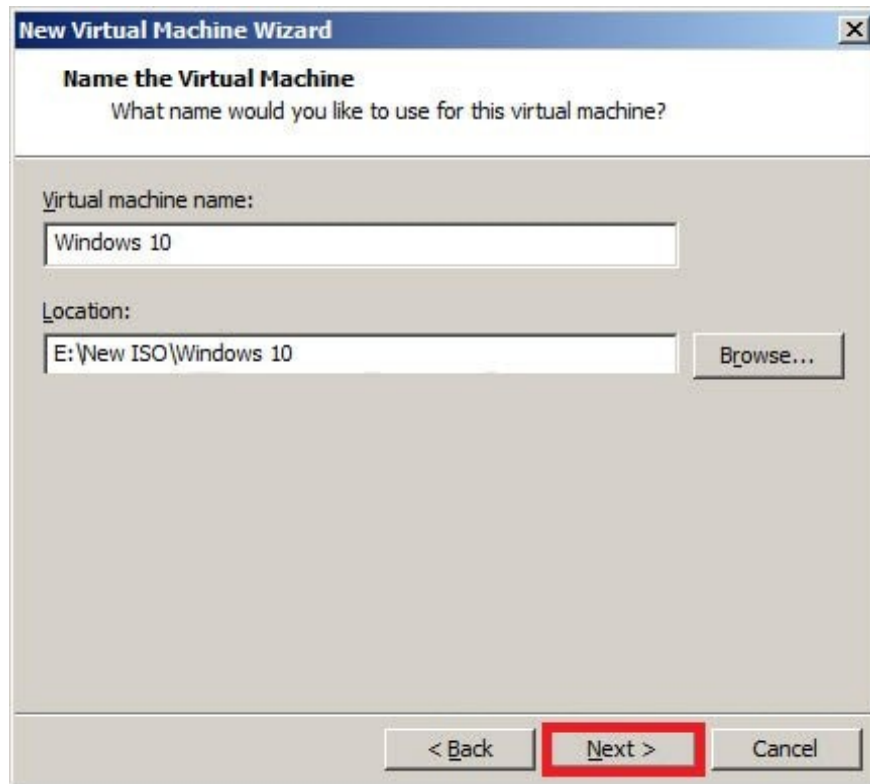 New Virtual Machine Wizard
Name the Virtual Machine
What name would you like to use for this virtual machine?
Virtual machine name:
Windows 10
Location:
E:\New ISO\Windows 10
Browse...
< Back
Next >
Cancel